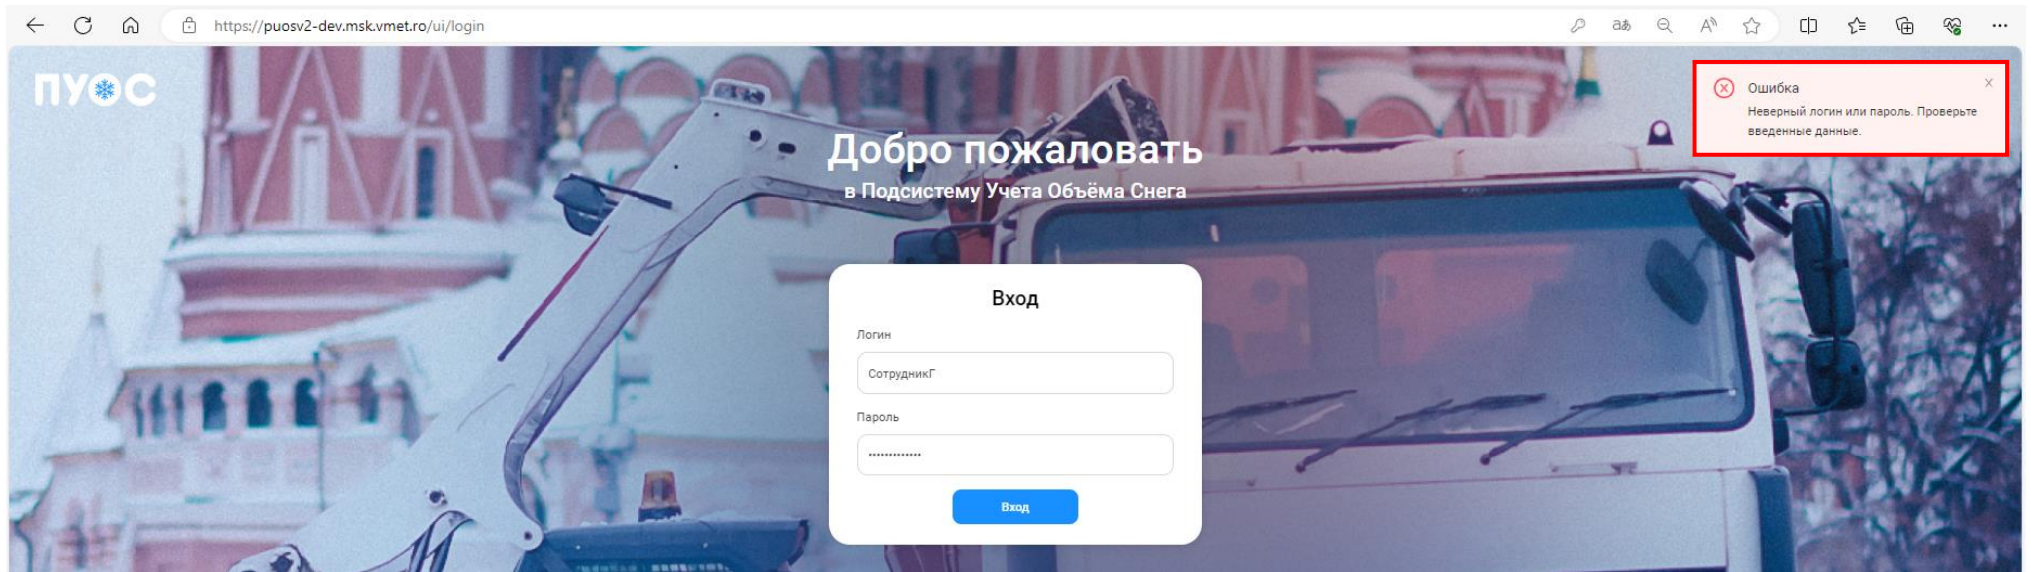 https://puosv2-dev.msk.vmet.ro/ui/login
ПУОС
Ошибка
Неверный логин или пароль. Проверьте
введенные данные.
Добро пожаловать
в Подсистему Учета Объёма Снега
Вход
Логин
СотрудникГ
Пароль
•••••••••••••
Вход